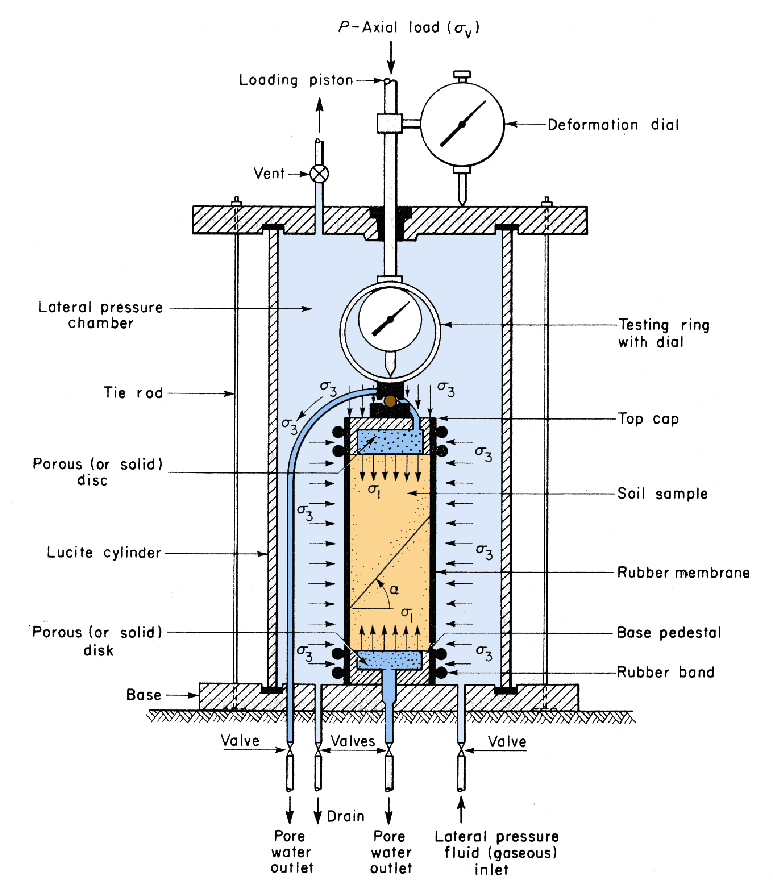 P-Axial load (σv)
Loading piston
Deformation dial
Vent
Lateral pressure
chamber
Testing ring
with dial
Tie rod
σ3
σ3
σ3
Top cap
σ3
Porous (or solid)
disc
σ1
Soil sample
σ3
Lucite cylinder
σ3
Rubber membrane
α
σ1
Porous (or solid)
disk
Base pedestal
σ3
σ3
Rubber band
Base
Valve
Valves
Valve
Drain
Pore
water
outlet
Pore
water
outlet
Lateral pressure
fluid (gaseous)
inlet